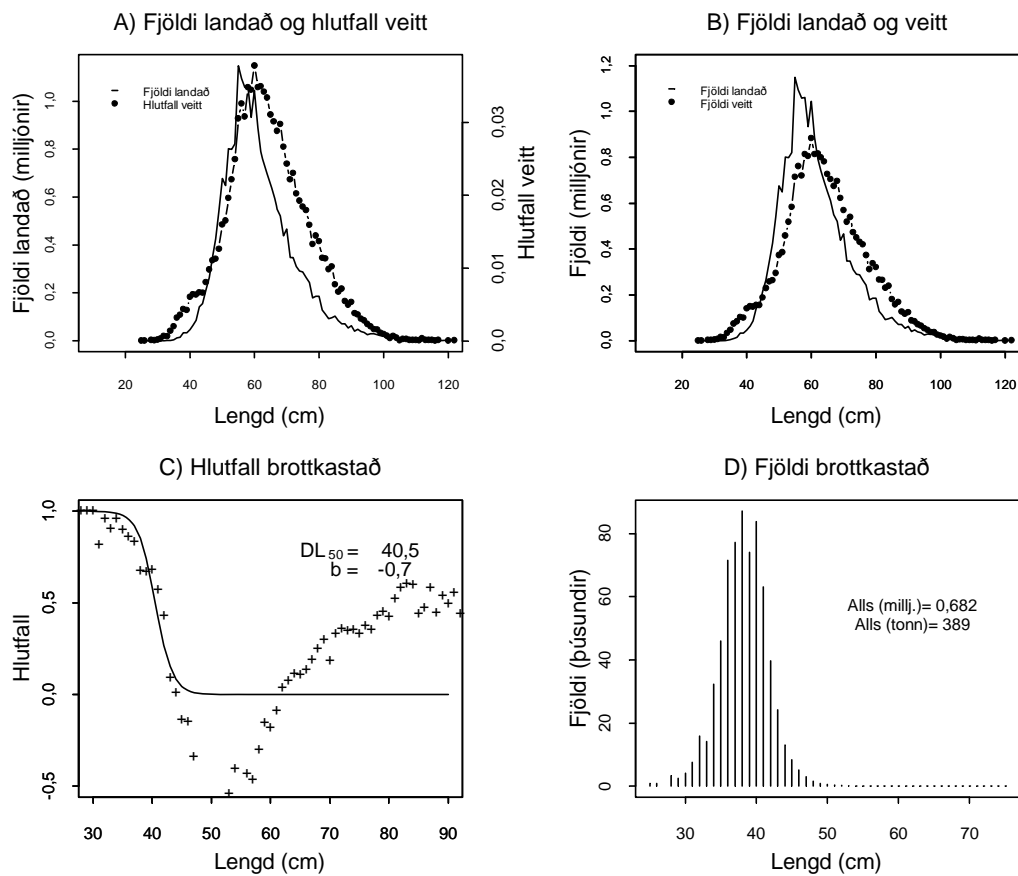 A) Fjöldi landað og hlutfall veitt
Fjöldi landað
Hlutfall veitt
Fjöldi landað (milljónir)
0,0 0,2 0,4 0,6 0,8 1,0
Hlutfall veitt
0,0 0,01 0,02 0,03
20 40 60 80 100 120
Lengd (cm)
B) Fjöldi landað og veitt
Fjöldi landað
Fjöldi veitt
Fjöldi (milljónir)
0,0 0,2 0,4 0,6 0,8 1,0 1,2
20 40 60 80 100 120
Lengd (cm)
C) Hlutfall brottkastað
DL50 = 40,5
b = -0,7
Hlutfall
-0,5 0,0 0,5 1,0
30 40 50 60 70 80 90
Lengd (cm)
D) Fjöldi brottkastað
Alls (millj.)= 0,682
Alls (tonn)= 389
Fjöldi (þúsundir)
0 20 40 60 80
30 40 50 60 70
Lengd (cm)